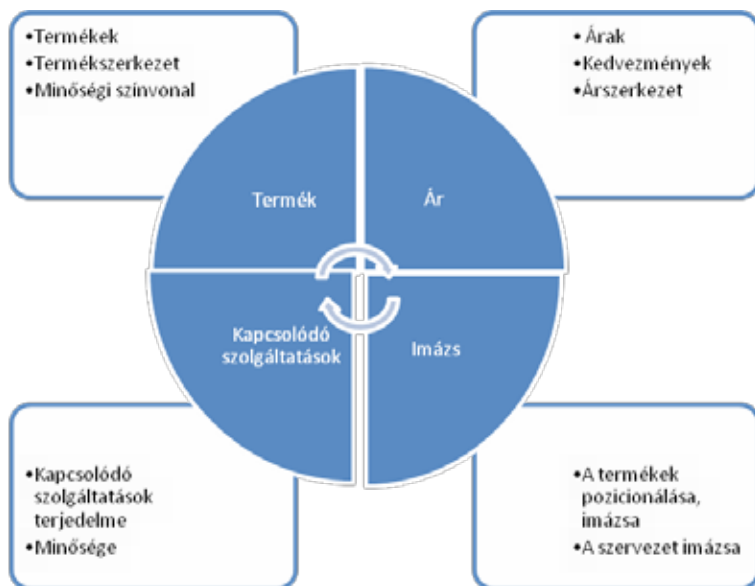 •Termékek
•Termékszerkezet
•Minőségi színvonal
•Árak
•Kedvezmények
•Árszerkezet
Termék
Ár
Kapcsolódó
szolgáltatások
Imázs
•Kapcsolódó
szolgáltatások
terjedelme
•Minősége
•A termékek
pozicionálása,
imázsa
•A szervezet imázsa